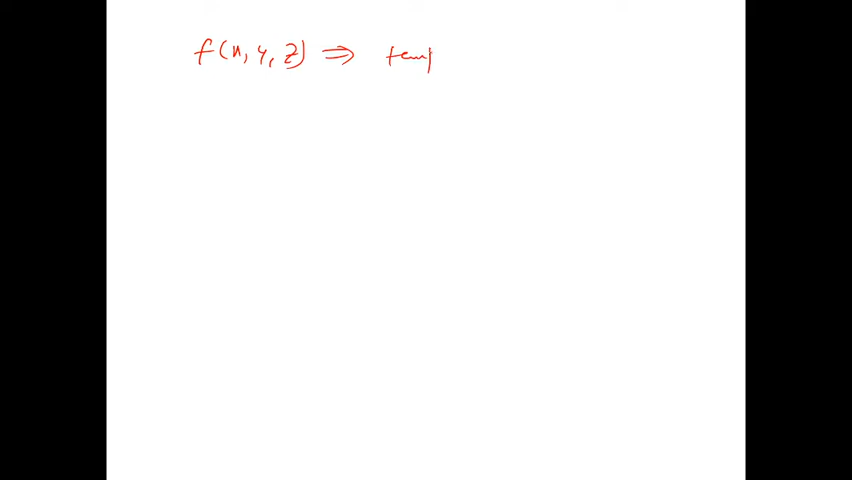 f(x, y, z) ⇒ temp